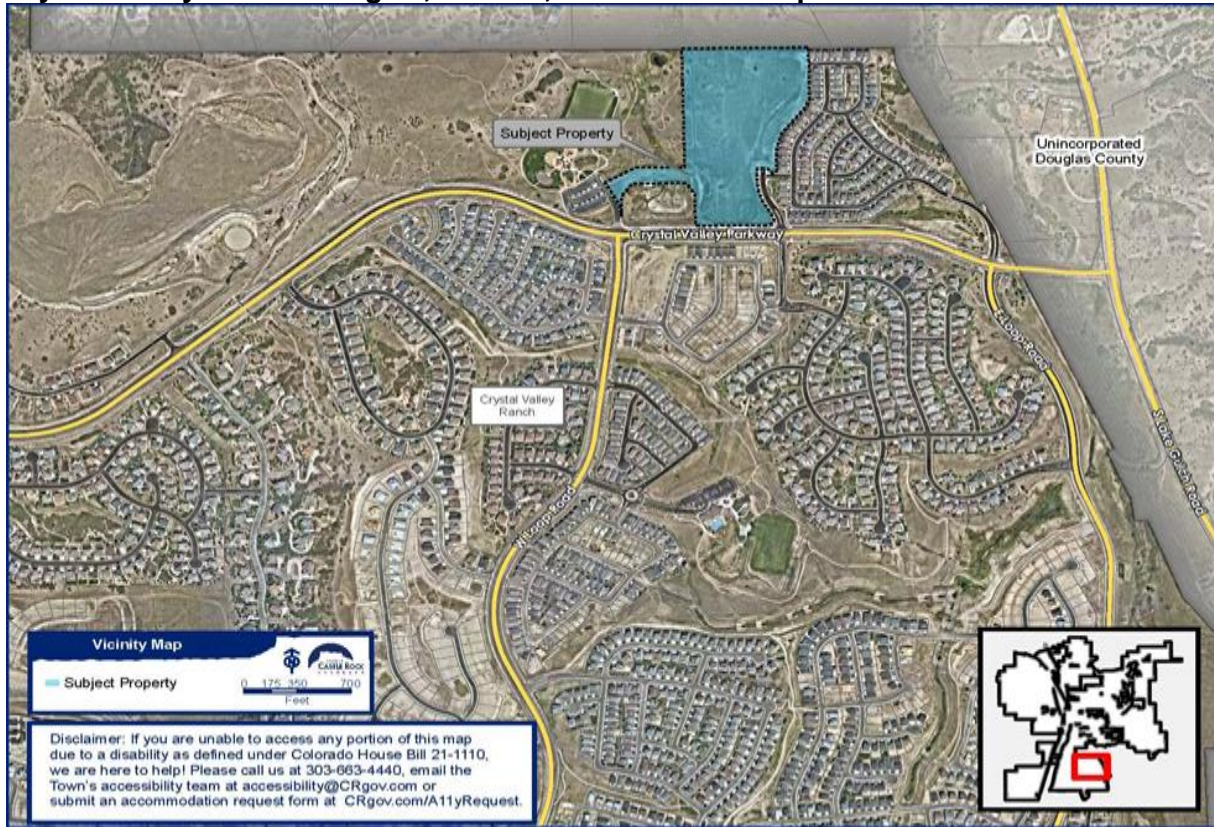 Subject Property
Unincorporated
Douglas County
Crystal Valley Parkway
E Loop Road
S Lake Gulch Road
Crystal Valley
Ranch
W Loop Road
Vicinity Map
CASTLE ROCK
COLORADO
Subject Property
0 175 350 700
Feet
Disclaimer: If you are unable to access any portion of this map
due to a disability as defined under Colorado House Bill 21-1110,
we are here to help! Please call us at 303-663-4440, email the
Town's accessibility team at accessibility@CRgov.com or
submit an accommodation request form at CRgov.com/A11yRequest.